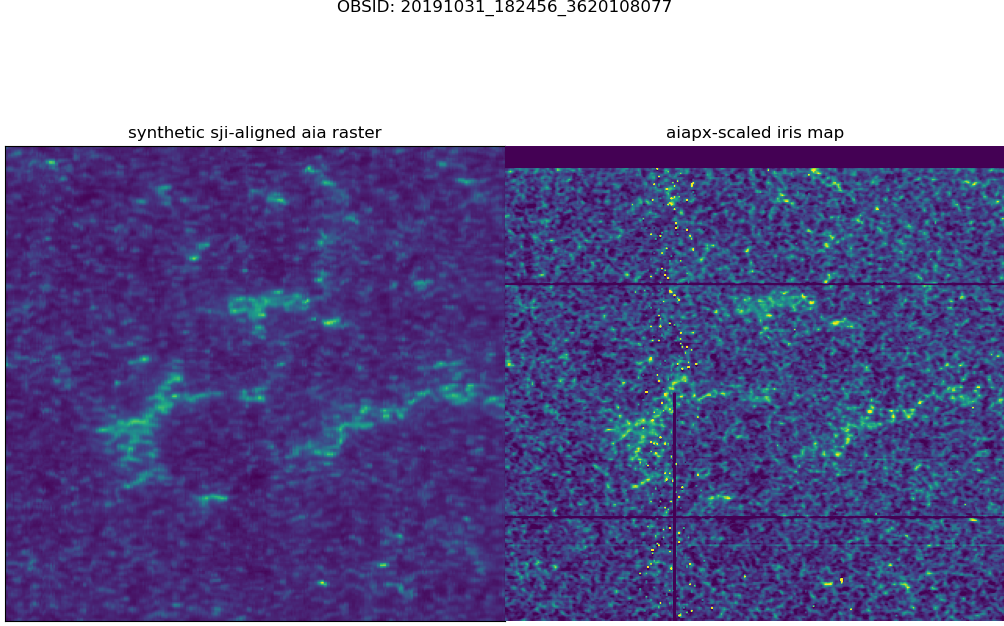 OBSID: 20191031_182456_3620108077
synthetic sji-aligned aia raster
aiapx-scaled iris map